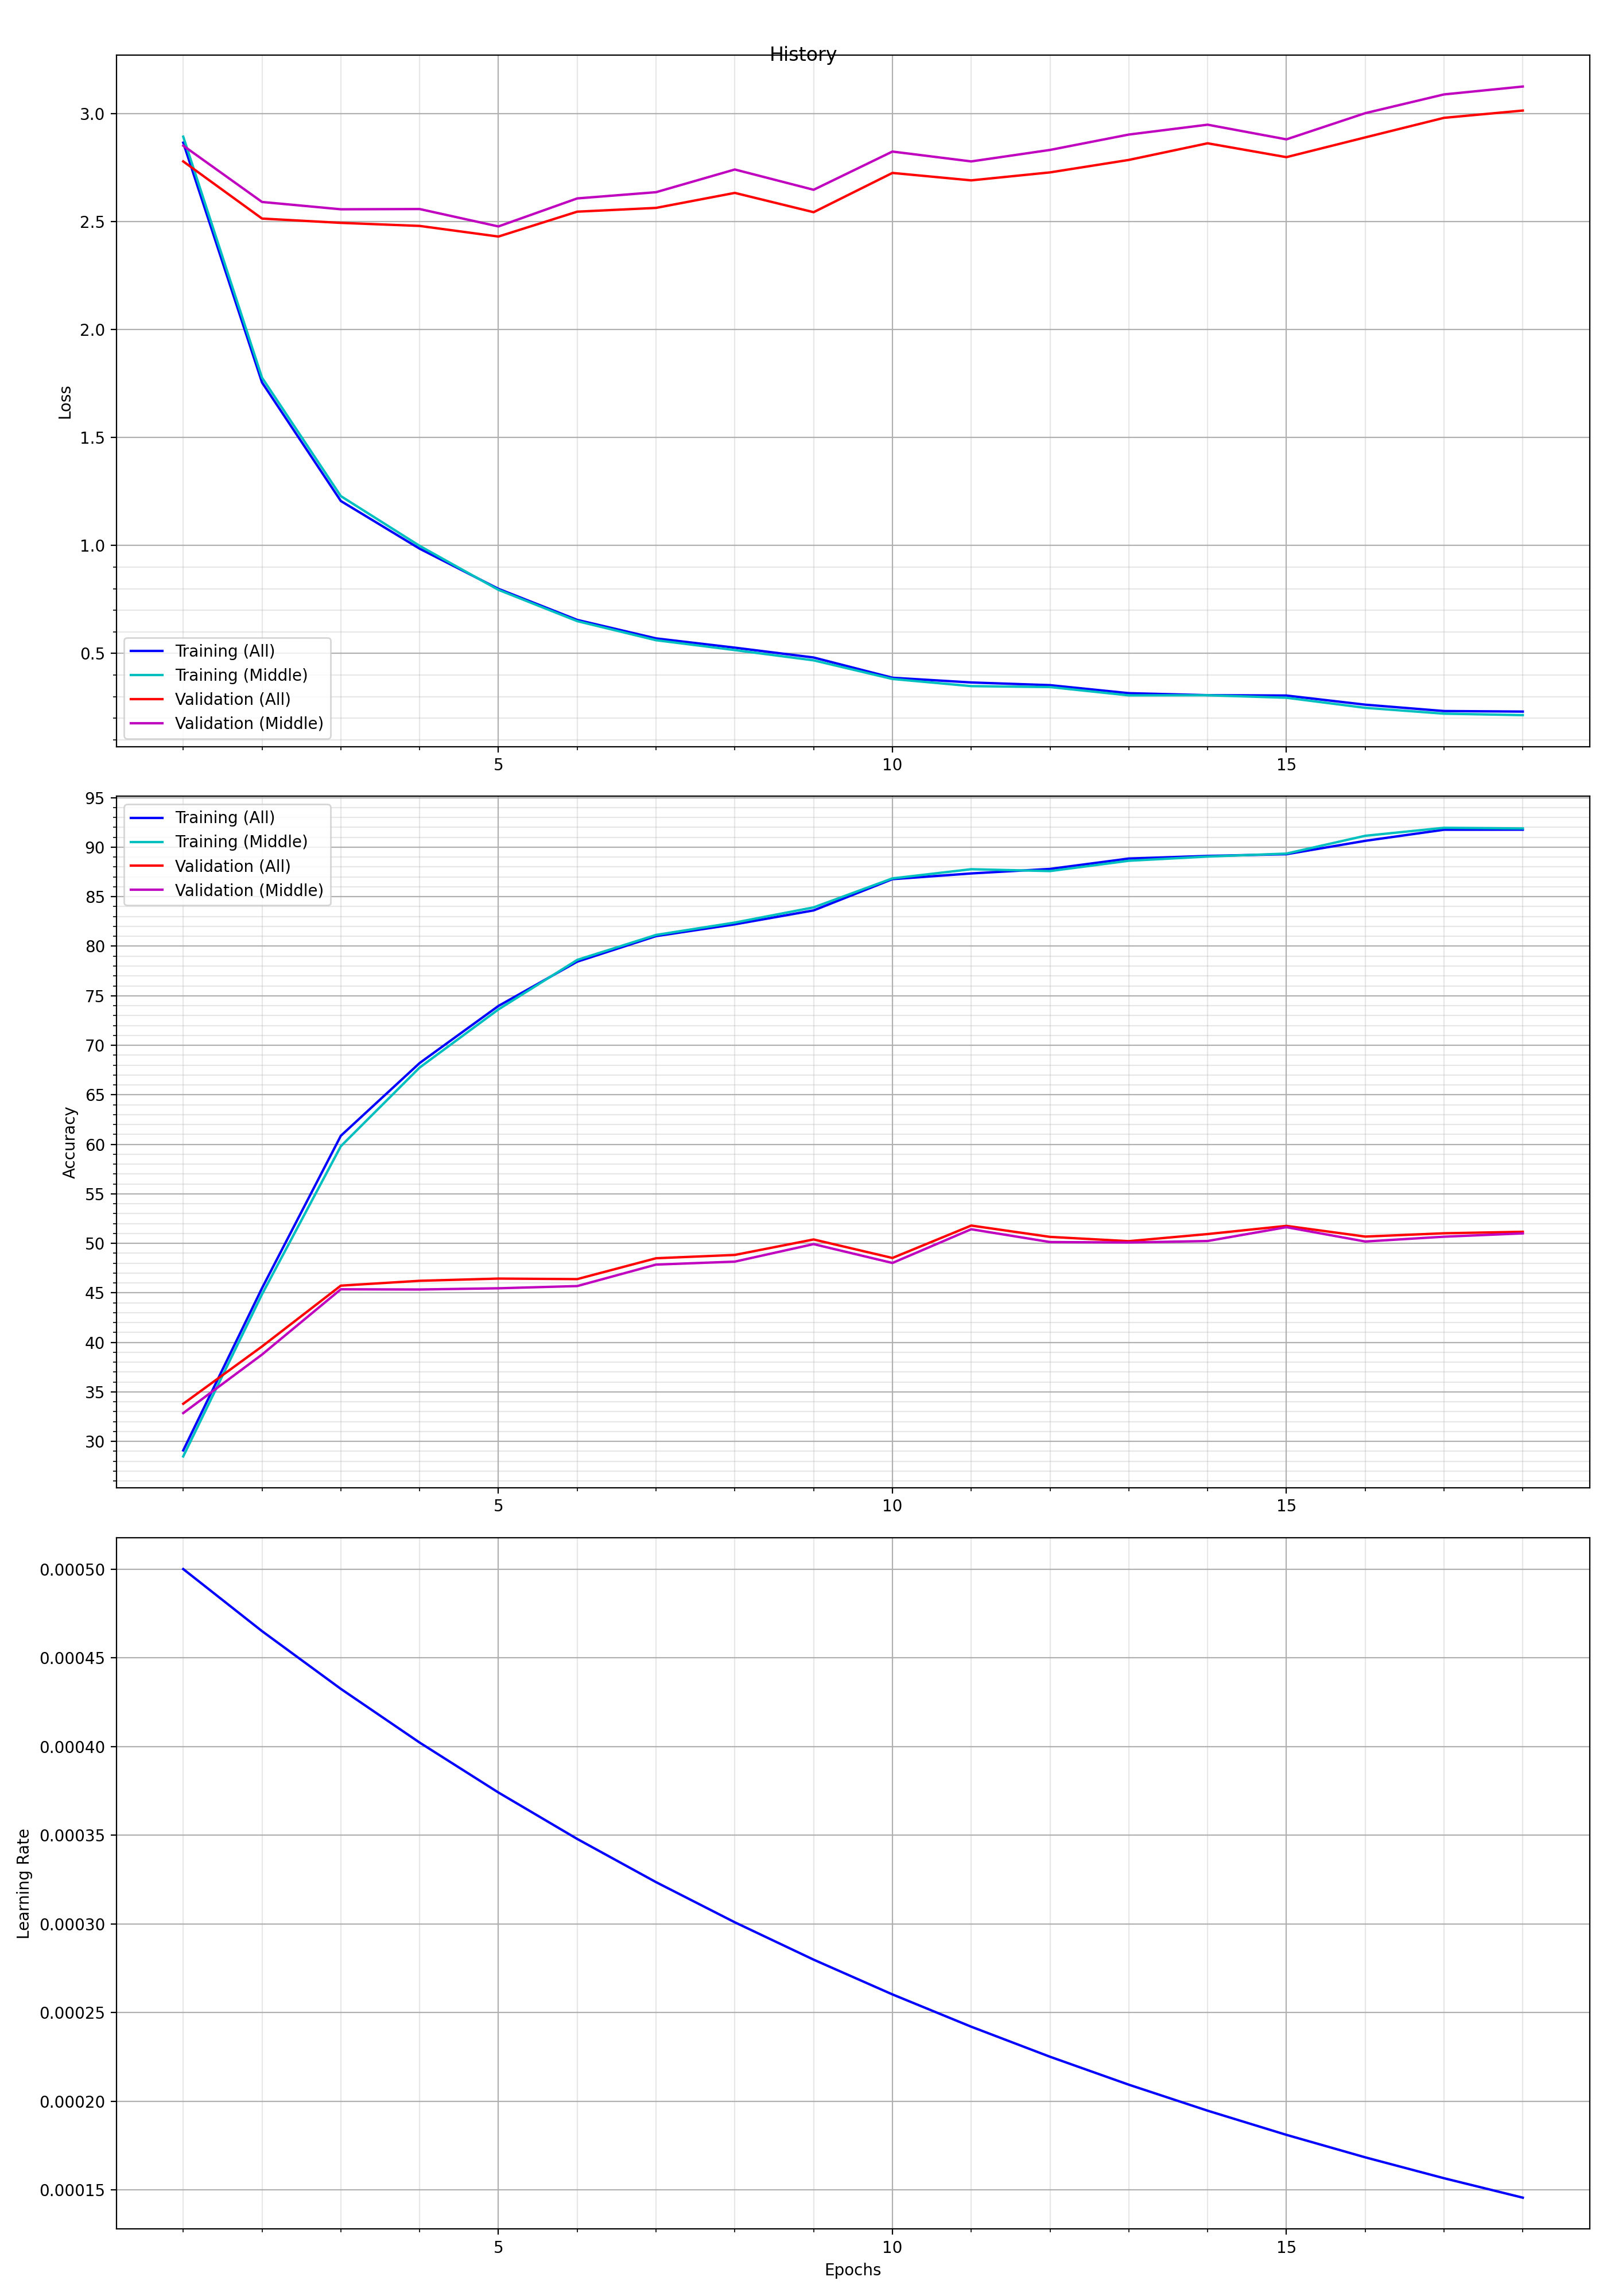 History
3.0
2.5
2.0
1.5
1.0
0.5
Loss
Training (All)
Training (Middle)
Validation (All)
Validation (Middle)
5 10 15
95
90
85
80
75
70
65
60
55
50
45
40
35
30
Accuracy
Training (All)
Training (Middle)
Validation (All)
Validation (Middle)
5 10 15
0.00050
0.00045
0.00040
0.00035
0.00030
0.00025
0.00020
0.00015
Learning Rate
5 10 15
Epochs